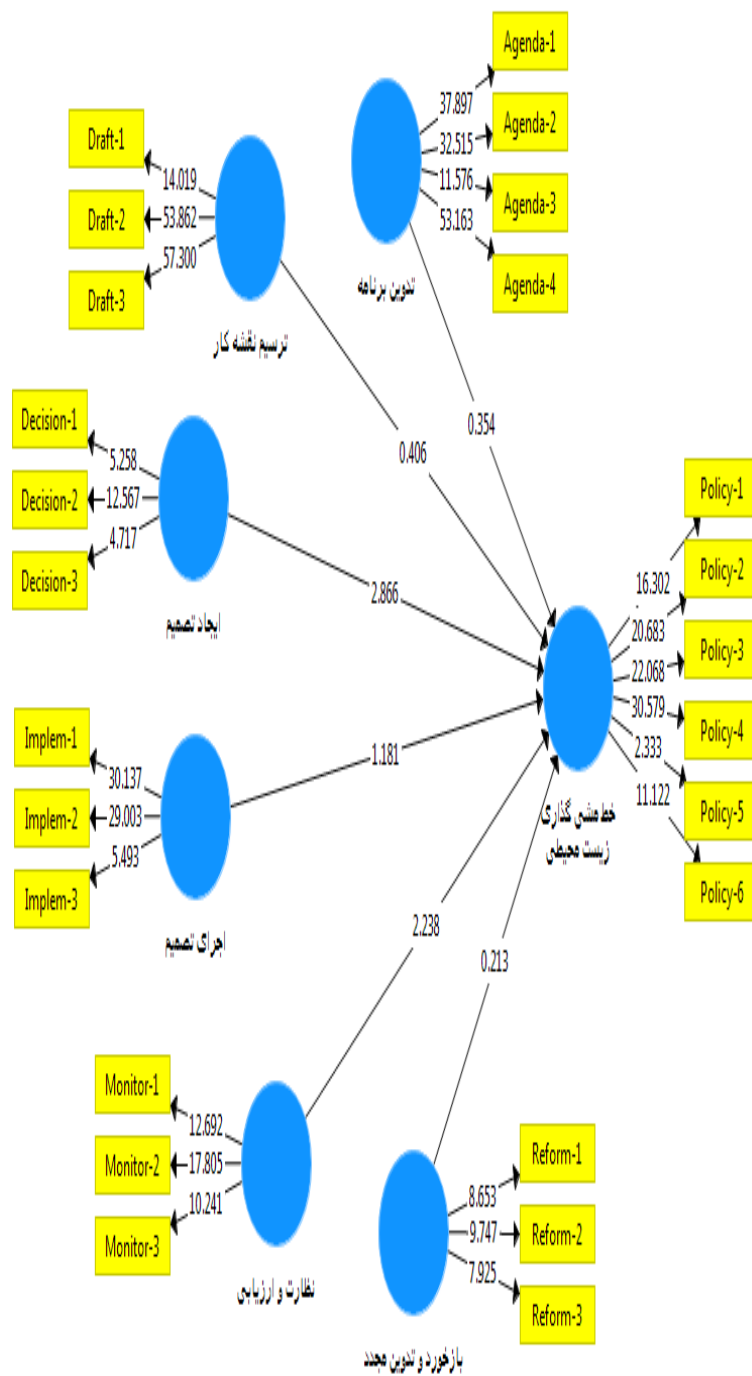 Agenda-1
37.897
Agenda-2
32.515
Agenda-3
11.576
Agenda-4
53.163
تدوین برنامه
0.354
Draft-1
14.019
Draft-2
53.862
Draft-3
57.300
ترسیم نقشه کار
0.406
Decision-1
5.258
Decision-2
12.567
Decision-3
4.717
ایجاد تصمیم
2.866
Implem-1
30.137
Implem-2
29.003
Implem-3
5.493
اجرای تصمیم
1.181
Policy-1
16.302
Policy-2
20.683
Policy-3
22.068
Policy-4
30.579
Policy-5
2.333
Policy-6
11.122
خط مشی گذاری
زیست محیطی
Monitor-1
12.692
Monitor-2
17.805
Monitor-3
10.241
نظارت و ارزیابی
2.238
Reform-1
8.653
Reform-2
9.747
Reform-3
7.925
بازخورد و تدوین مجدد
0.213